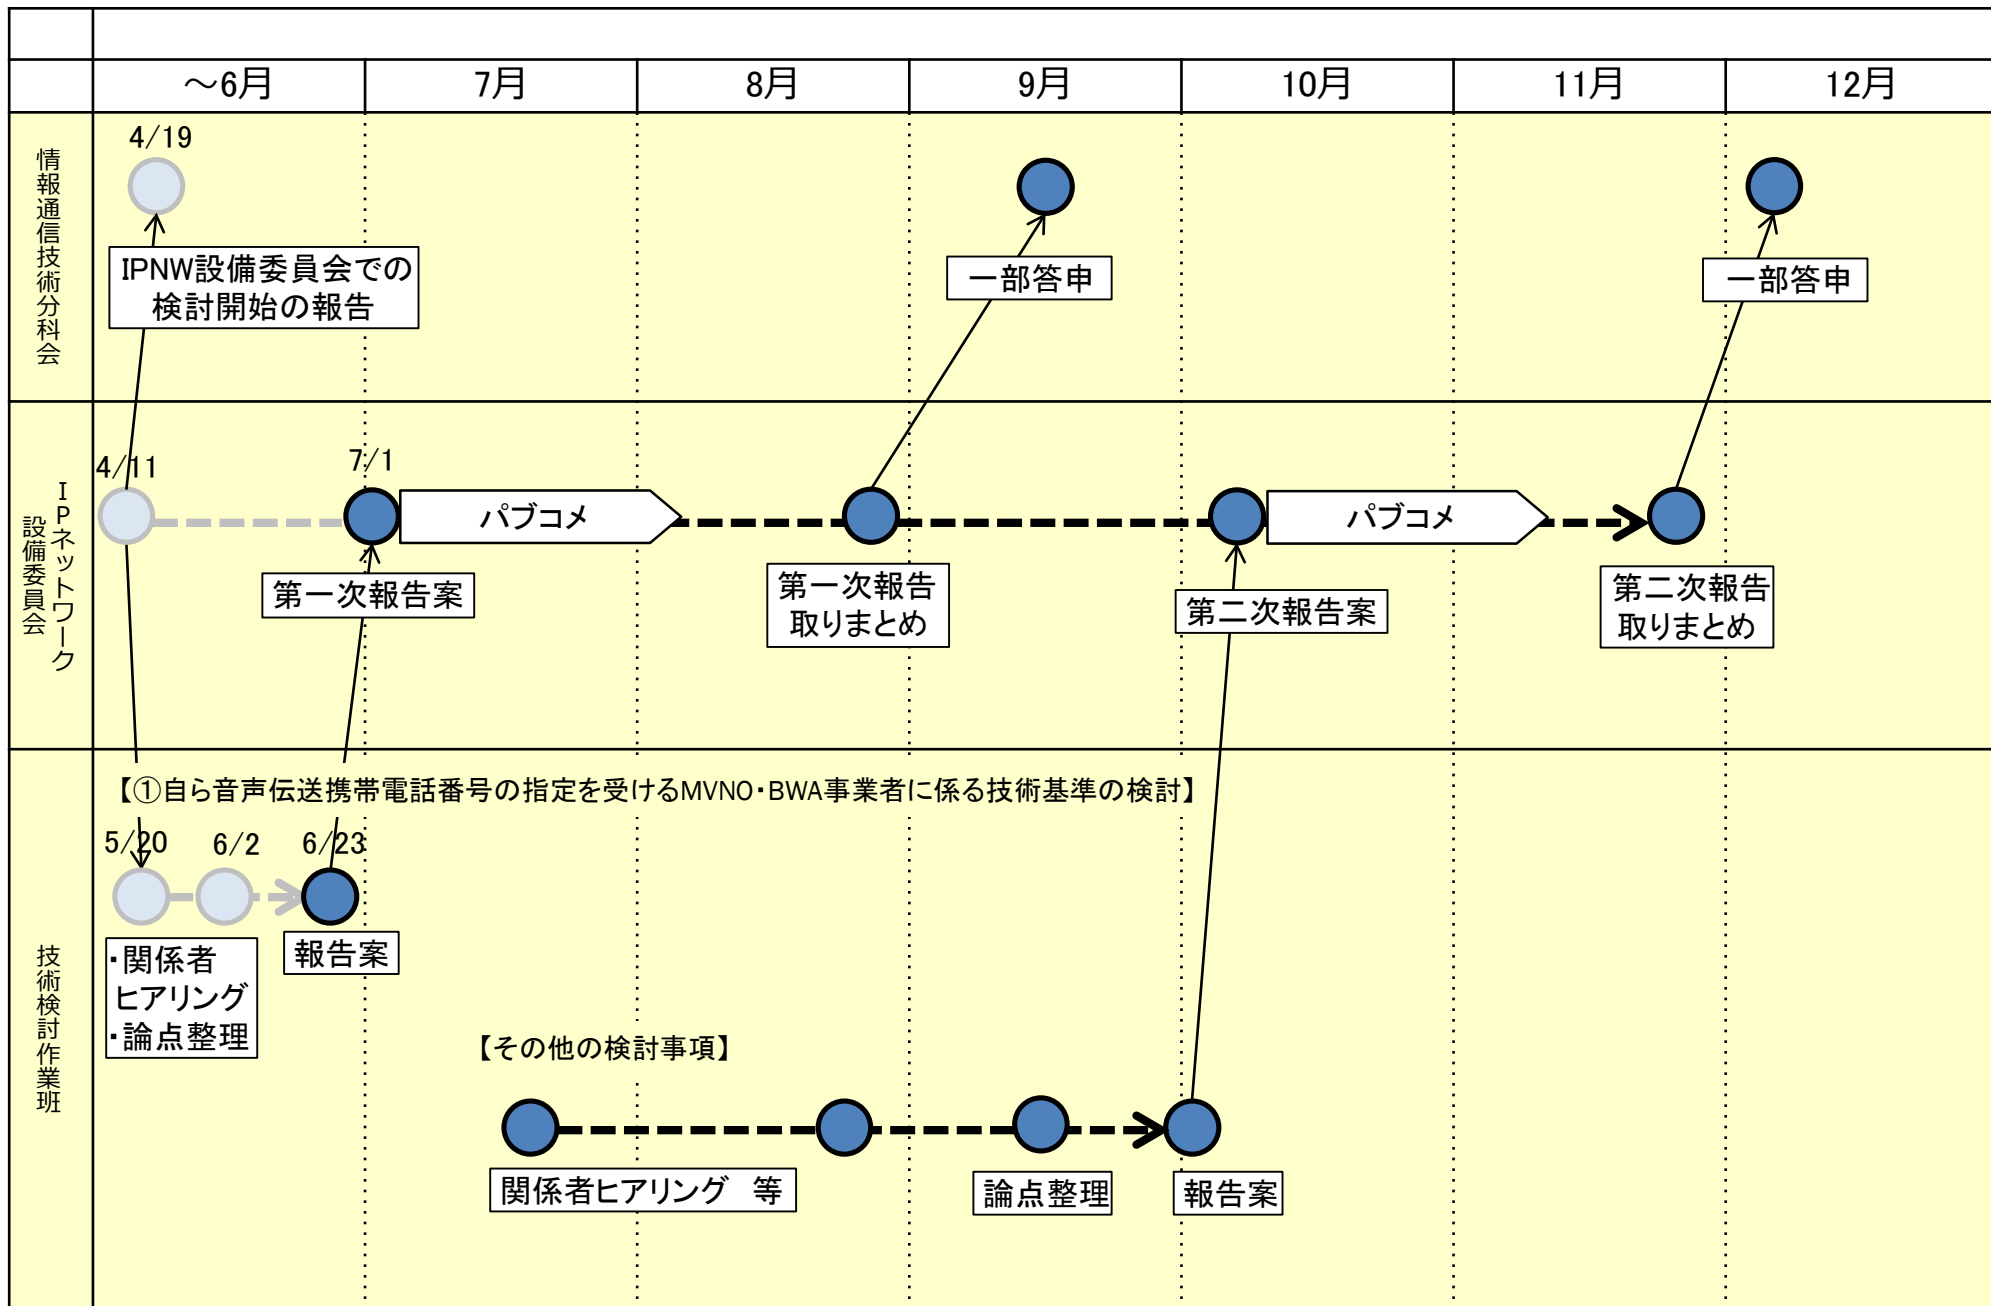 ～6月
7月
8月
9月
10月
11月
12月
情報通信技術分科会
4/19
IPNW設備委員会での
検討開始の報告
一部答申
一部答申
IPネットワーク
設備委員会
4/11
7/1
パブコメ
パブコメ
第一次報告案
第一次報告
取りまとめ
第二次報告案
第二次報告
取りまとめ
技術検討作業班
【①自ら音声伝送携帯電話番号の指定を受けるMVNO・BWA事業者に係る技術基準の検討】
5/20
6/2
6/23
・関係者
ヒアリング
・論点整理
報告案
【その他の検討事項】
関係者ヒアリング　等
論点整理
報告案